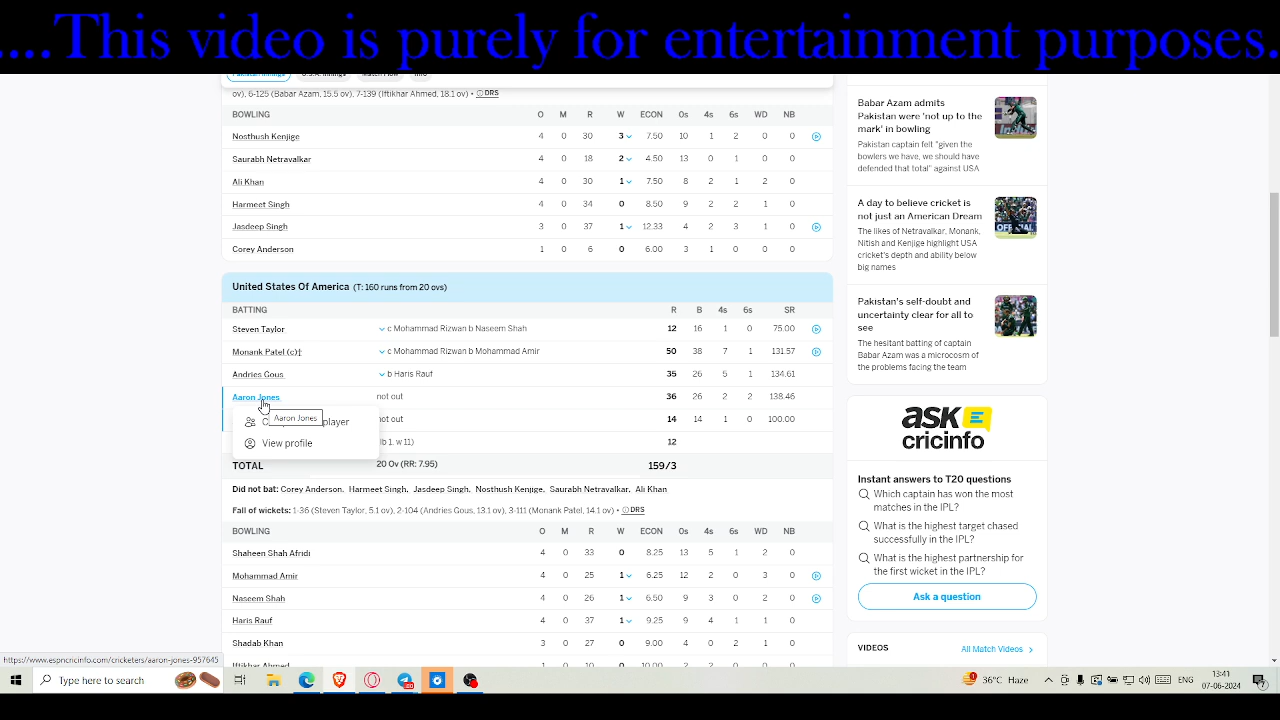 ....This video is purely for entertainment purposes.
ov), 6-125 (Babar Azam, 15.5 ov), 7-139 (Iftikhar Ahmed, 18.1 ov) • DRS
BOWLING O M R W ECON 0s 4s 6s WD NB
Nosthush Kenjige 4 0 30 3 7.50 10 1 2 0 0
Saurabh Netravalkar 4 0 18 2 4.50 13 0 1 0 0
Ali Khan 4 0 30 1 7.50 8 2 1 2 0
Harmeet Singh 4 0 34 0 8.50 9 2 2 1 0
Jasdeep Singh 3 0 37 1 12.33 4 2 3 1 0
Corey Anderson 1 0 6 0 6.00 3 1 0 0 0
United States Of America (T: 160 runs from 20 ovs)
BATTING R B 4s 6s SR
Steven Taylor c Mohammad Rizwan b Naseem Shah 12 16 1 0 75.00
Monank Patel (c)† c Mohammad Rizwan b Mohammad Amir 50 38 7 1 131.57
Andries Gous b Haris Rauf 35 26 5 1 134.61
Aaron Jones not out 36 26 2 2 138.46
Aaron Jones
player
not out 14 14 1 0 100.00
View profile
lb 1, w 11) 12
TOTAL 20 Ov (RR: 7.95) 159/3
Did not bat: Corey Anderson, Harmeet Singh, Jasdeep Singh, Nosthush Kenjige, Saurabh Netravalkar, Ali Khan
Fall of wickets: 1-36 (Steven Taylor, 5.1 ov), 2-104 (Andries Gous, 13.1 ov), 3-111 (Monank Patel, 14.1 ov) • DRS
BOWLING O M R W ECON 0s 4s 6s WD NB
Shaheen Shah Afridi 4 0 33 0 8.25 13 5 1 2 0
Mohammad Amir 4 0 25 1 6.25 12 2 0 3 0
Naseem Shah 4 0 26 1 6.50 9 3 0 2 0
Haris Rauf 4 0 37 1 9.25 9 4 1 1 0
Shadab Khan 3 0 27 0 9.00 4 0 2 1 0
Iftikhar Ahmed 1 0 10 0 10.00 2 2 0 0 0
Babar Azam admits
Pakistan were 'not up to the
mark' in bowling
Pakistan captain felt "given the
bowlers we have, we should have
defended that total" against USA
A day to believe cricket is
not just an American Dream
The likes of Netravalkar, Monank,
Nitish and Kenjige highlight USA
cricket's depth and ability below
big names
Pakistan's self-doubt and
uncertainty clear for all to
see
The hesitant batting of captain
Babar Azam was a microcosm of
the problems facing the team
ask
cricinfo
Instant answers to T20 questions
Which captain has won the most
matches in the IPL?
What is the highest target chased
successfully in the IPL?
What is the highest partnership for
the first wicket in the IPL?
Ask a question
VIDEOS All Match Videos
https://www.espncricinfo.com/cricketers/aaron-jones-957645
Type here to search
36°C Haze
ENG
13:41
07-06-2024